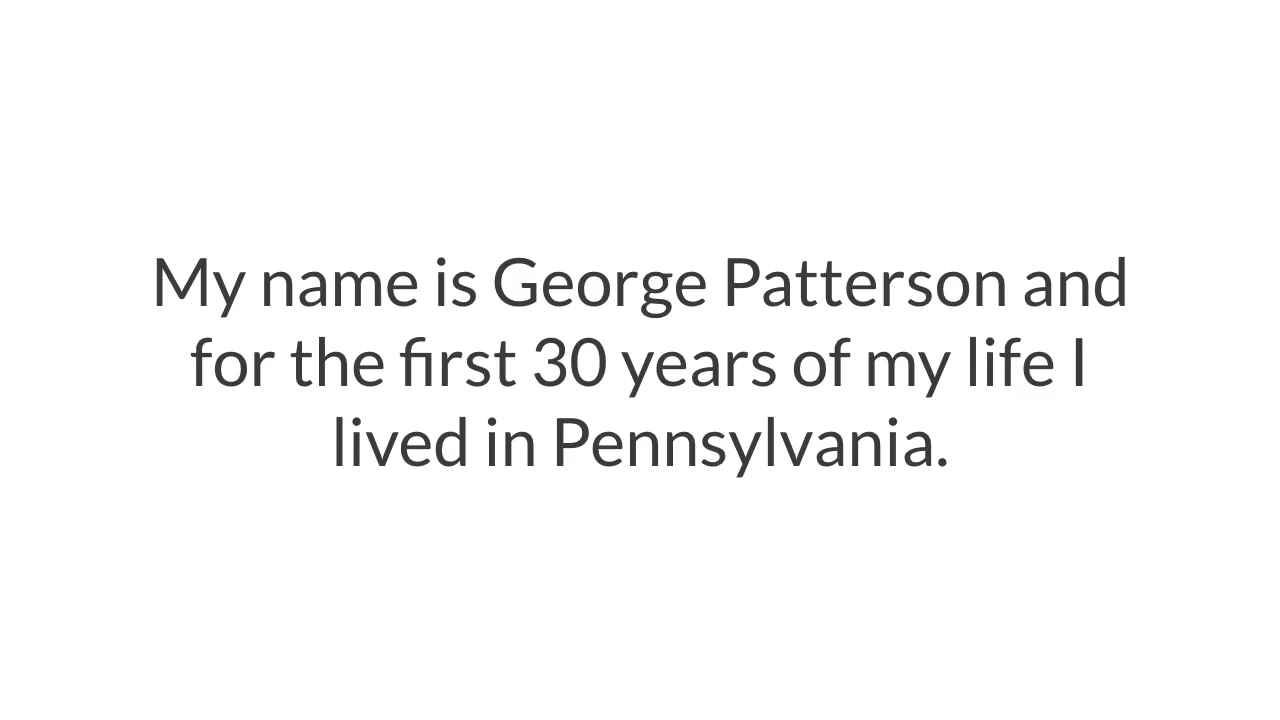 My name is George Patterson and
for the first 30 years of my life I
lived in Pennsylvania.